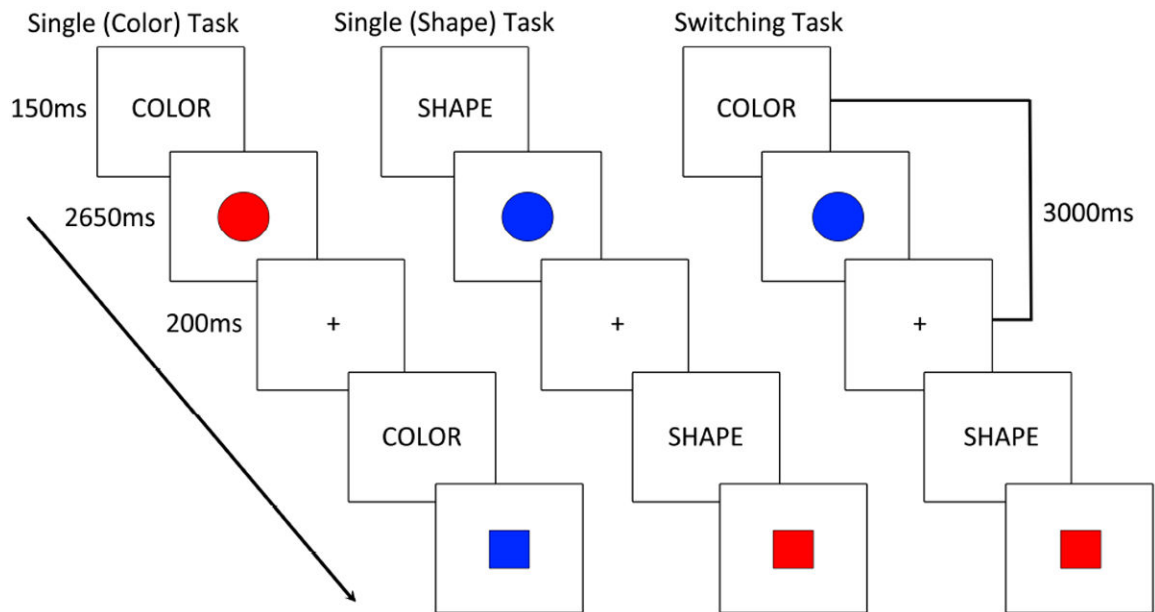 Single (Color) Task
Single (Shape) Task
Switching Task
150ms
COLOR
SHAPE
COLOR
2650ms
3000ms
200ms
+
+
+
COLOR
SHAPE
SHAPE